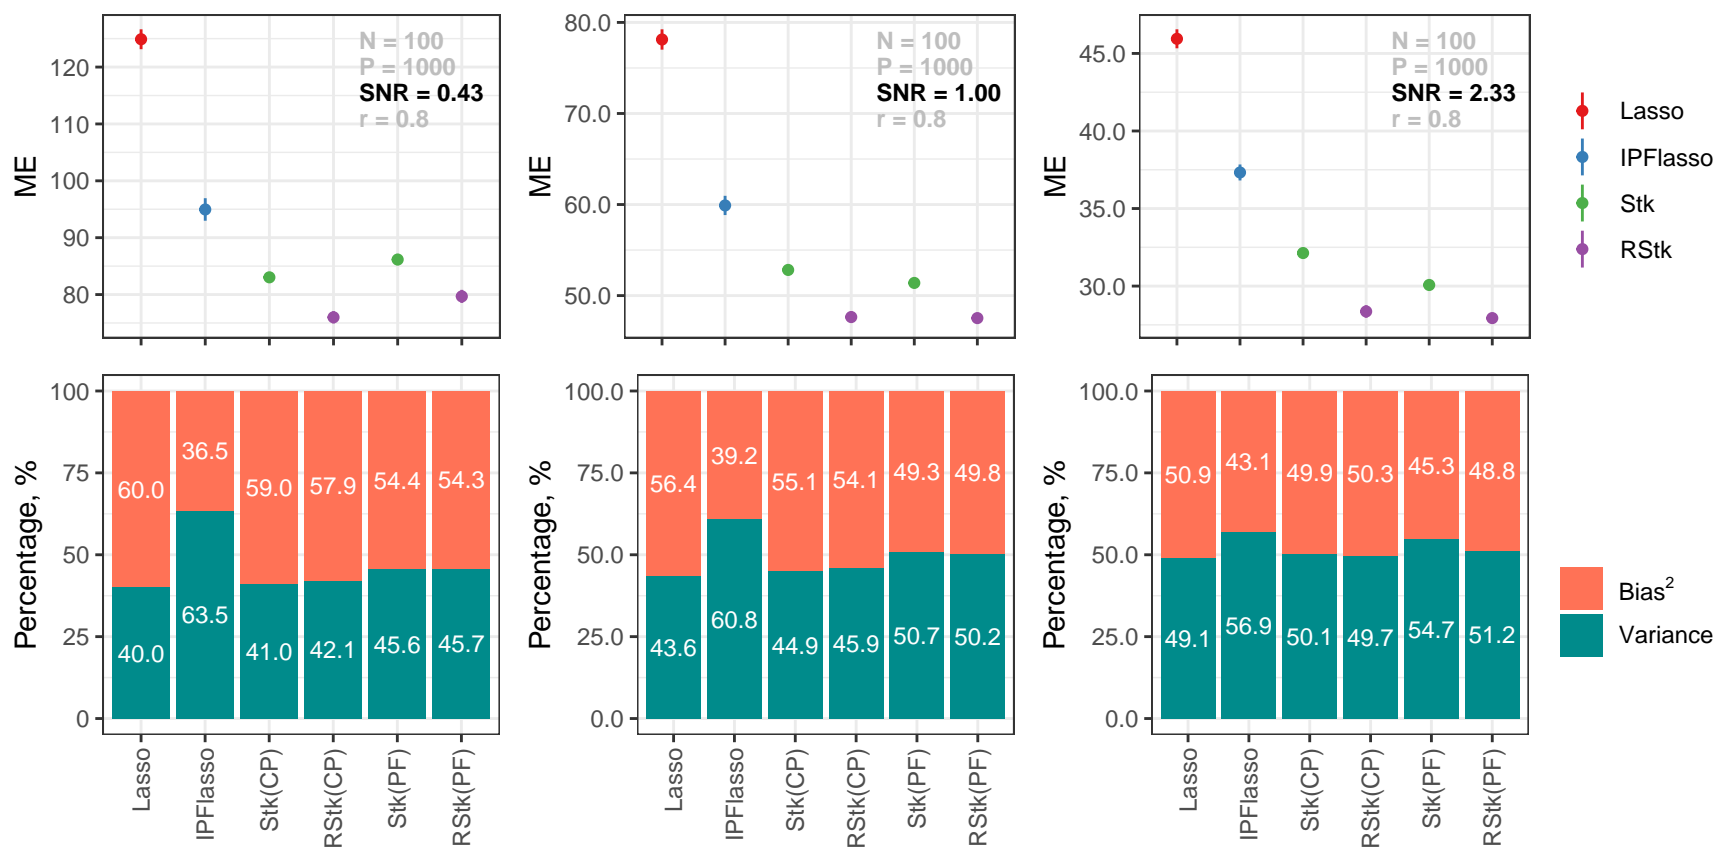 ME
120
110
100
90
80
N = 100
P = 1000
SNR = 0.43
r = 0.8
ME
80.0
70.0
60.0
50.0
N = 100
P = 1000
SNR = 1.00
r = 0.8
ME
45.0
40.0
35.0
30.0
N = 100
P = 1000
SNR = 2.33
r = 0.8
Lasso
IPFlasso
Stk
RStk
Percentage, %
100
75
50
25
0
60.0 36.5 59.0 57.9 54.4 54.3
40.0 63.5 41.0 42.1 45.6 45.7
Lasso
IPFlasso
Stk(CP)
RStk(CP)
Stk(PF)
RStk(PF)
Percentage, %
100.0
75.0
50.0
25.0
0.0
56.4 39.2 55.1 54.1 49.3 49.8
43.6 60.8 44.9 45.9 50.7 50.2
Lasso
IPFlasso
Stk(CP)
RStk(CP)
Stk(PF)
RStk(PF)
Percentage, %
100.0
75.0
50.0
25.0
0.0
50.9 43.1 49.9 50.3 45.3 48.8
49.1 56.9 50.1 49.7 54.7 51.2
Lasso
IPFlasso
Stk(CP)
RStk(CP)
Stk(PF)
RStk(PF)
Bias²
Variance